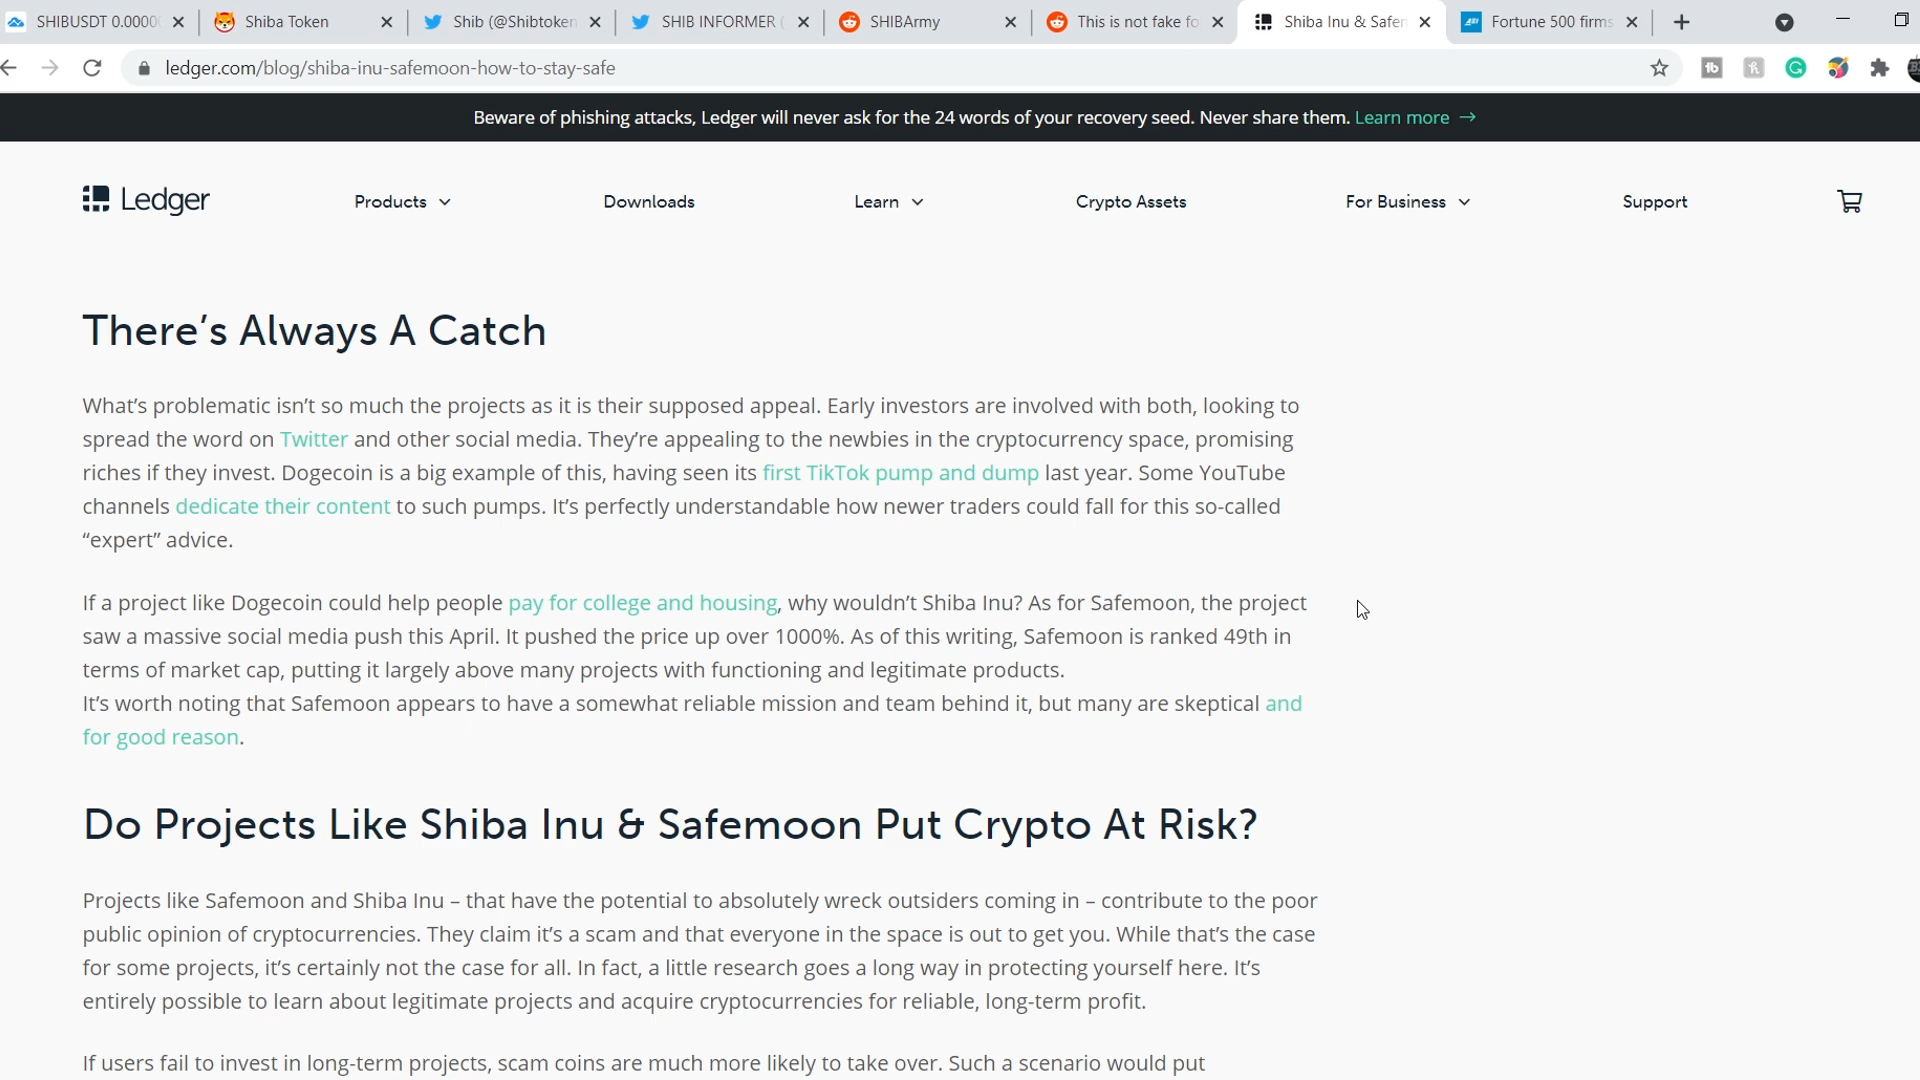 SHIBUSDT 0.0000
Shiba Token
Shib (@Shibtoken
SHIB INFORMER (
SHIBArmy
This is not fake fo
Shiba Inu & Safem
Fortune 500 firms
ledger.com/blog/shiba-inu-safemoon-how-to-stay-safe
Beware of phishing attacks, Ledger will never ask for the 24 words of your recovery seed. Never share them. Learn more →
Ledger
Products
Downloads
Learn
Crypto Assets
For Business
Support
There's Always A Catch
What's problematic isn't so much the projects as it is their supposed appeal. Early investors are involved with both, looking to
spread the word on Twitter and other social media. They're appealing to the newbies in the cryptocurrency space, promising
riches if they invest. Dogecoin is a big example of this, having seen its first TikTok pump and dump last year. Some YouTube
channels dedicate their content to such pumps. It's perfectly understandable how newer traders could fall for this so-called
“expert” advice.
If a project like Dogecoin could help people pay for college and housing, why wouldn't Shiba Inu? As for Safemoon, the project
saw a massive social media push this April. It pushed the price up over 1000%. As of this writing, Safemoon is ranked 49th in
terms of market cap, putting it largely above many projects with functioning and legitimate products.
It's worth noting that Safemoon appears to have a somewhat reliable mission and team behind it, but many are skeptical and
for good reason.
Do Projects Like Shiba Inu & Safemoon Put Crypto At Risk?
Projects like Safemoon and Shiba Inu – that have the potential to absolutely wreck outsiders coming in – contribute to the poor
public opinion of cryptocurrencies. They claim it's a scam and that everyone in the space is out to get you. While that's the case
for some projects, it's certainly not the case for all. In fact, a little research goes a long way in protecting yourself here. It's
entirely possible to learn about legitimate projects and acquire cryptocurrencies for reliable, long-term profit.
If users fail to invest in long-term projects, scam coins are much more likely to take over. Such a scenario would put